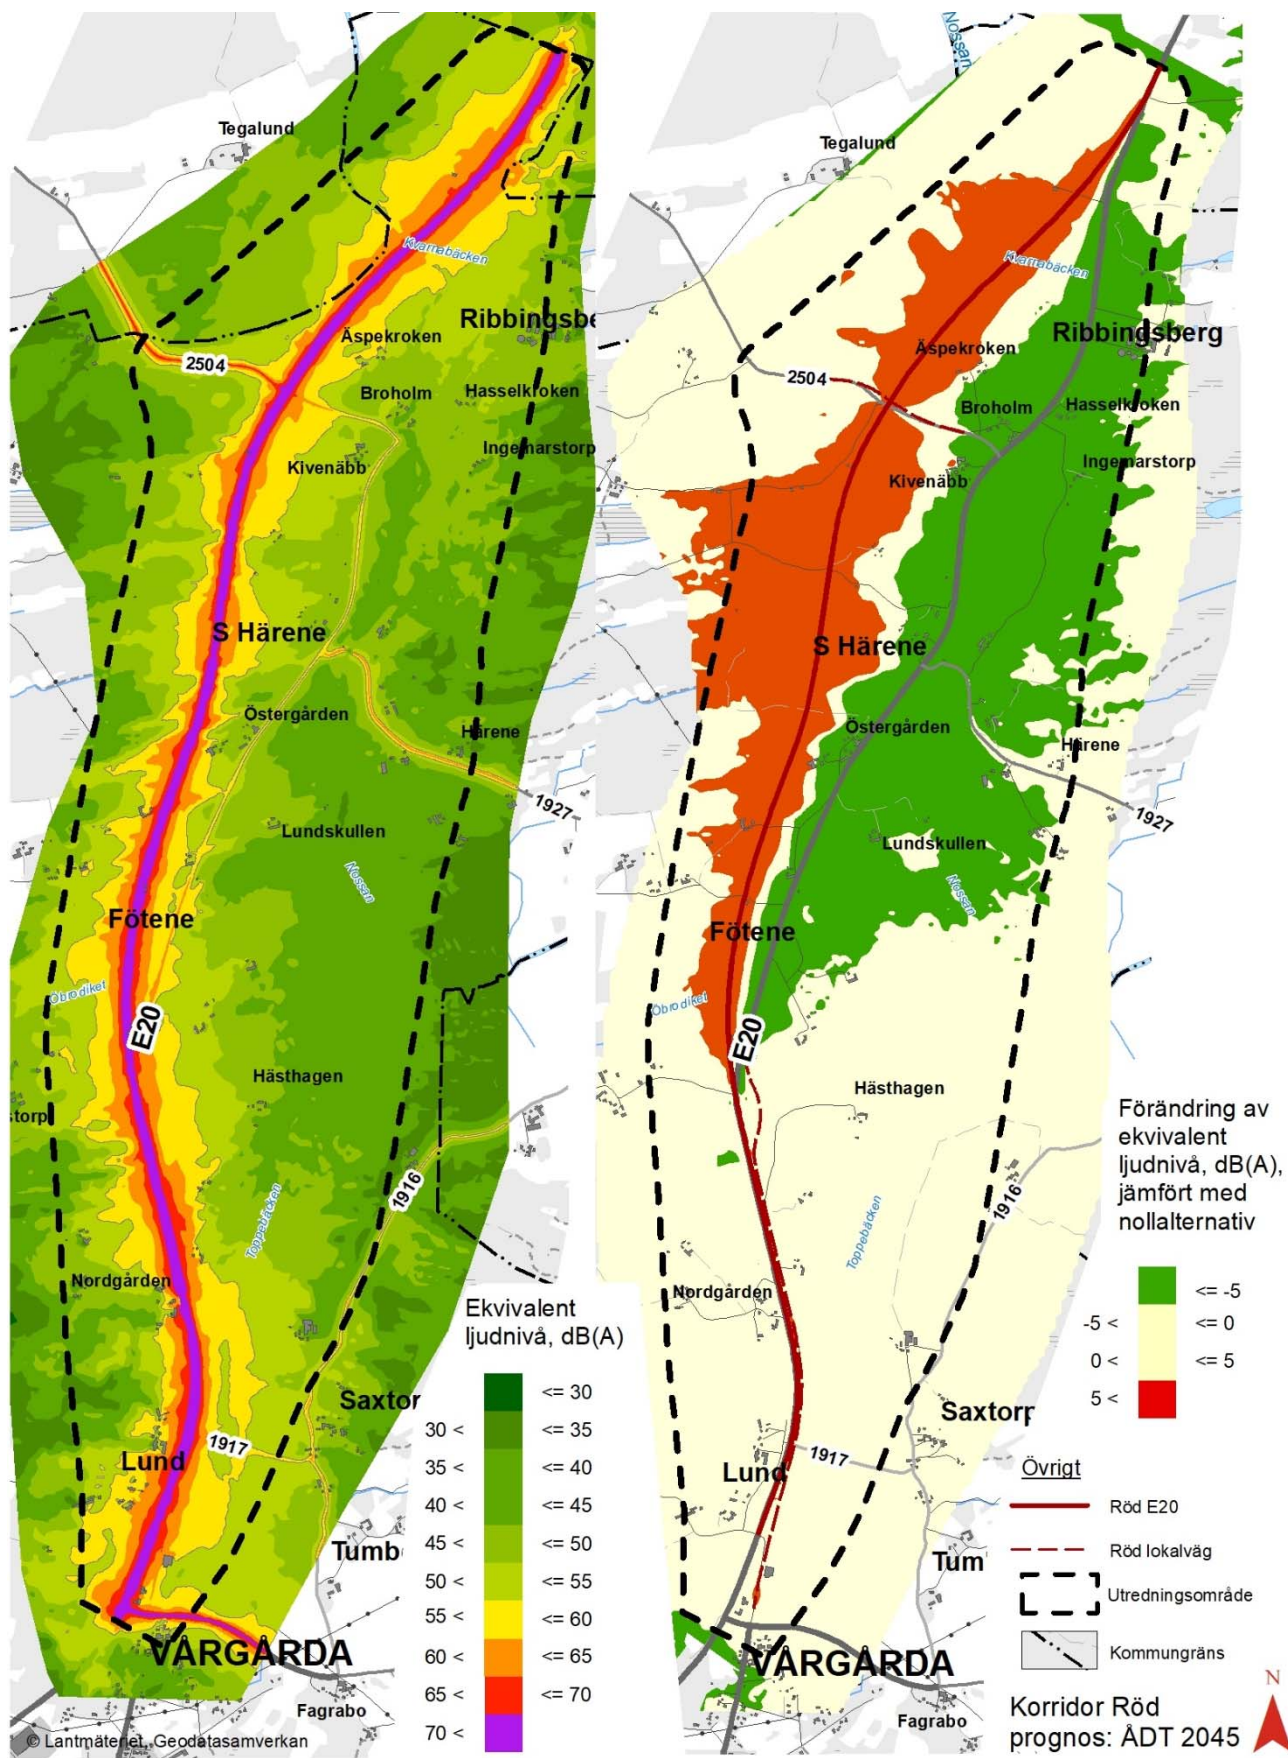 Tegalund
Kvarnabäcken
Ribbingsbe
Äspekroken
2504
Broholm
Hasselkroken
Ingemarstorp
Kivenäbb
S Härene
Östergården
Härene
1927
Lundskullen
Nossan
Fötene
Öbrodiket
E20
Hästhagen
storp
1916
Toppebäcken
Nordgården
Saxtor
1917
Lund
Tumb
VÅRGÅRDA
Fagrabo
© Lantmäteriet, Geodatasamverkan
Ekvivalent
ljudnivå, dB(A)
<= 30
30 < <= 35
35 < <= 40
40 < <= 45
45 < <= 50
50 < <= 55
55 < <= 60
60 < <= 65
65 < <= 70
70 <
Nossan
Tegalund
Kvarnabäcken
Ribbingsberg
Äspekroken
2504
Broholm
Hasselkroken
Ingemarstorp
Kivenäbb
S Härene
Östergården
Härene
1927
Lundskullen
Nossan
Fötene
Öbrodiket
E20
Hästhagen
1916
Toppebäcken
Nordgården
Saxtorp
1917
Lund
Tum
VÅRGÅRDA
Fagrabo
Förändring av
ekvivalent
ljudnivå, dB(A),
jämfört med
nollalternativ
<= -5
-5 < <= 0
0 < <= 5
5 <
Övrigt
Röd E20
Röd lokalväg
Utredningsområde
Kommungräns
Korridor Röd
prognos: ÅDT 2045
N